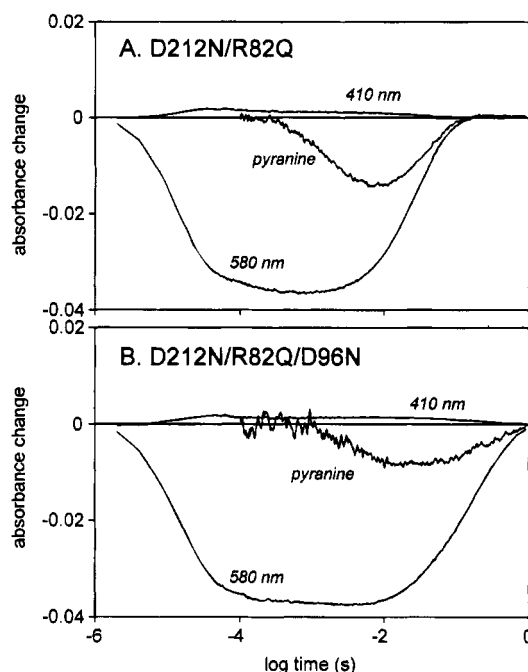 0.02
A. D212N/R82Q
410 nm
0
pyranine
absorbance change
-0.02
580 nm
-0.04
0.02
B. D212N/R82Q/D96N
410 nm
0
pyranine
absorbance change
-0.02
580 nm
-0.04
-6 -4 -2 0
log time (s)